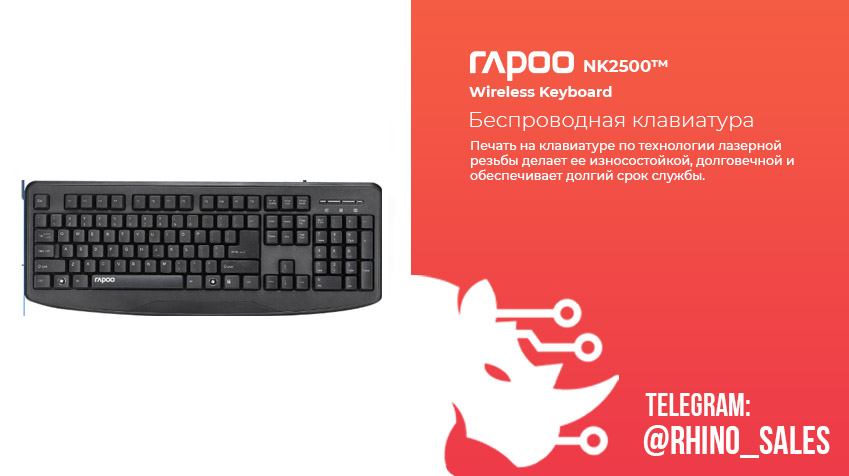 rapoo NK2500™
Wireless Keyboard
Беспроводная клавиатура
Печать на клавиатуре по технологии лазерной
резьбы делает ее износостойкой, долговечной и
обеспечивает долгий срок службы.
rapoo
TELEGRAM:
@RHINO_SALES